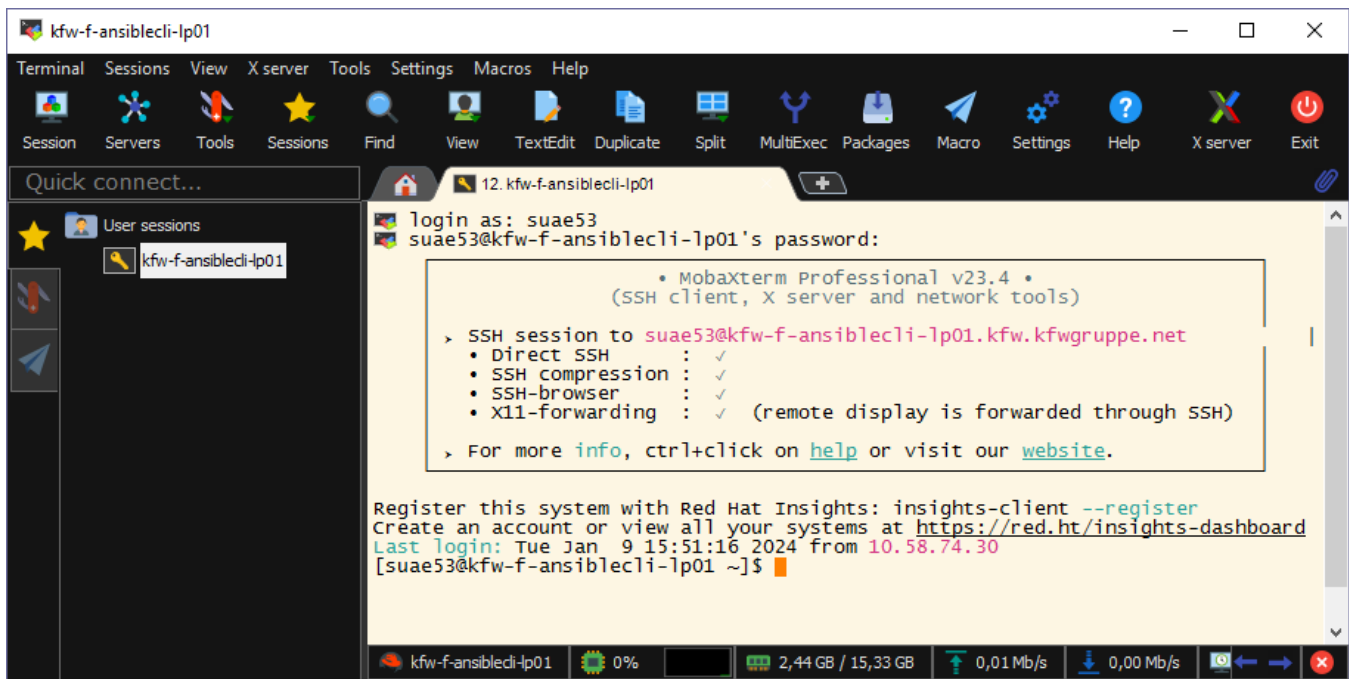 kfw-f-ansiblecli-lp01
Terminal Sessions View X server Tools Settings Macros Help
Session Servers Tools Sessions Find View TextEdit Duplicate Split MultiExec Packages Macro Settings Help X server Exit
Quick connect...
12. kfw-f-ansiblecli-lp01
User sessions
kfw-f-ansiblecli-lp01
login as: suae53
suae53@kfw-f-ansiblecli-lp01's password:
• MobaXterm Professional v23.4 •
(SSH client, X server and network tools)
➤ SSH session to suae53@kfw-f-ansiblecli-lp01.kfw.kfwgruppe.net
• Direct SSH : ✓
• SSH compression : ✓
• SSH-browser : ✓
• X11-forwarding : ✓ (remote display is forwarded through SSH)
➤ For more info, ctrl+click on help or visit our website.
Register this system with Red Hat Insights: insights-client --register
Create an account or view all your systems at https://red.ht/insights-dashboard
Last login: Tue Jan 9 15:51:16 2024 from 10.58.74.30
[suae53@kfw-f-ansiblecli-lp01 ~]$
kfw-f-ansiblecli-lp01 0% 2,44 GB / 15,33 GB 0,01 Mb/s 0,00 Mb/s